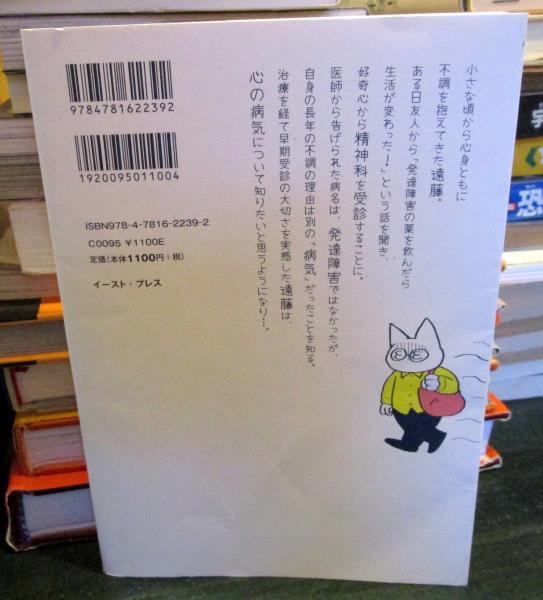 小さな頃から心身ともに
不調を抱えてきた遠藤。
ある日友人から「発達障害の薬を飲んだら
生活が変わった!」という話を聞き、
好奇心から精神科を受診することに。
医師から告げられた病名は、発達障害ではなかったが、
自身の長年の不調の理由は別の「病気」だったことを知る。
治療を経て早期受診の大切さを実感した遠藤は、
心の病気について知りたいと思うようになり…。
9784781622392
1920095011004
ISBN978-4-7816-2239-2
C0095 ¥1100E
定価(本体1100円+税)
イースト・プレス
恐